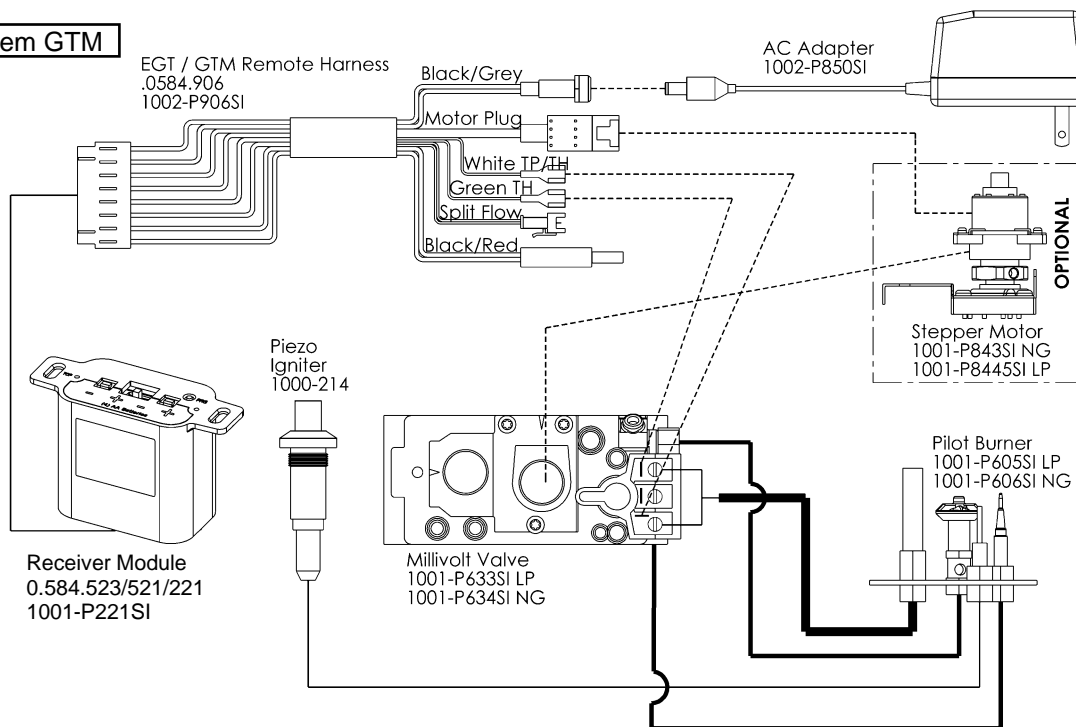 em GTM
EGT / GTM Remote Harness
.0584.906
1002-P906SI
Black/Grey
Motor Plug
White TP/TH
Green TH
Split Flow
Black/Red
AC Adapter
1002-P850SI
OPTIONAL
Stepper Motor
1001-P843SI NG
1001-P8445SI LP
Piezo
Igniter
1000-214
Receiver Module
0.584.523/521/221
1001-P221SI
Millivolt Valve
1001-P633SI LP
1001-P634SI NG
Pilot Burner
1001-P605SI LP
1001-P606SI NG